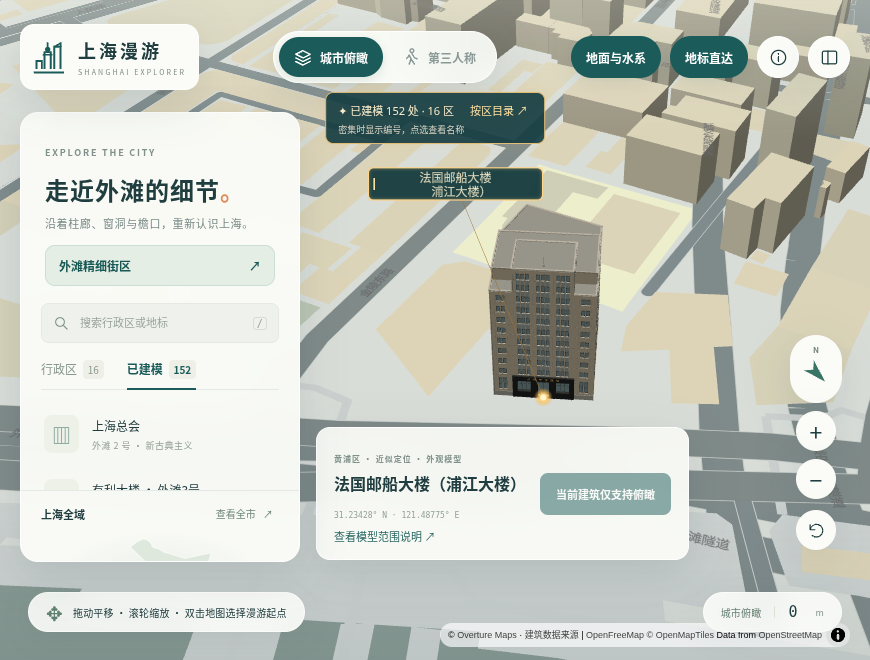 上海漫游
SHANGHAI EXPLORER
城市俯瞰
第三人称
地面与水系
地标直达
✦ 已建模 152 处 · 16 区
按区目录 ↗
密集时显示编号，点选查看名称
法国邮船大楼
浦江大楼）
EXPLORE THE CITY
走近外滩的细节。
沿着柱廊、窗洞与檐口，重新认识上海。
外滩精细街区 ↗
搜索行政区或地标 /
行政区 16
已建模 152
上海总会
外滩 2 号 · 新古典主义
有利大楼 · 外滩3号
上海全域
查看全市 ↗
黄浦区 · 近似定位 · 外观模型
法国邮船大楼（浦江大楼）
当前建筑仅支持俯瞰
31.23428° N · 121.48775° E
查看模型范围说明 ↗
N
+
−
滩隧道
拖动平移 · 滚轮缩放 · 双击地图选择漫游起点
城市俯瞰 0 m
© Overture Maps · 建筑数据来源 | OpenFreeMap © OpenMapTiles Data from OpenStreetMap